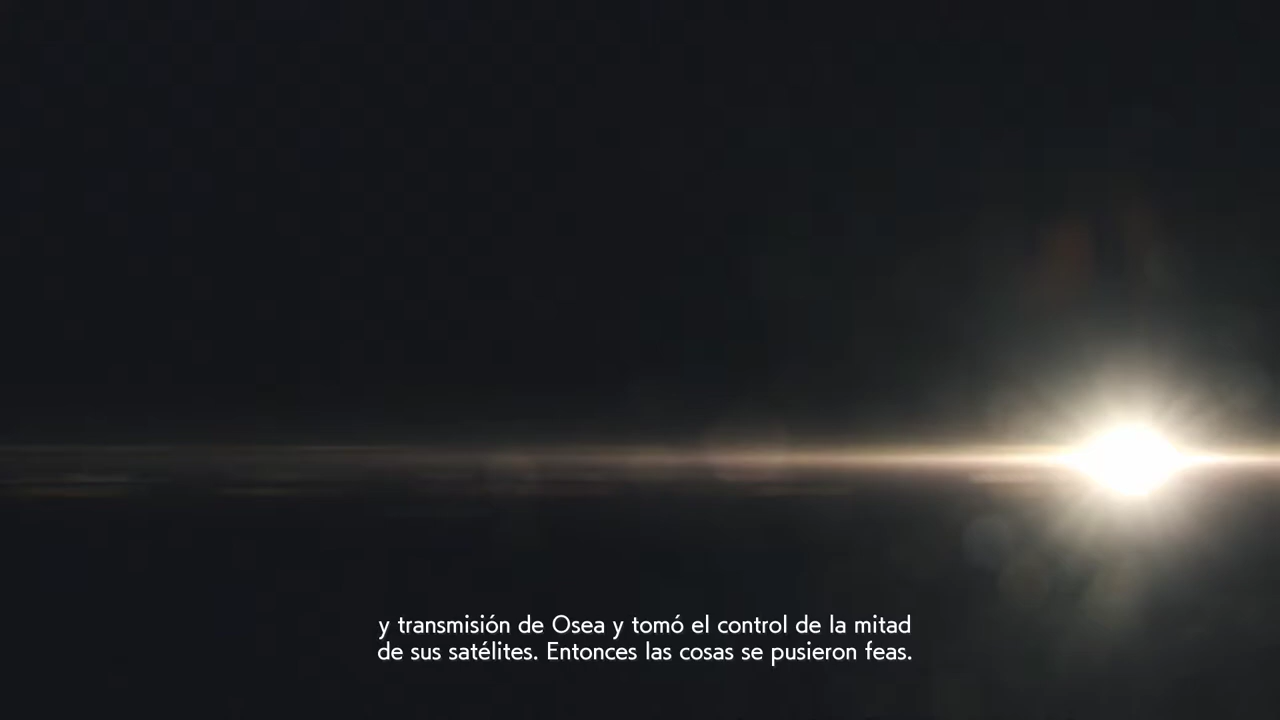 y transmisión de Osea y tomó el control de la mitad
de sus satélites. Entonces las cosas se pusieron feas.